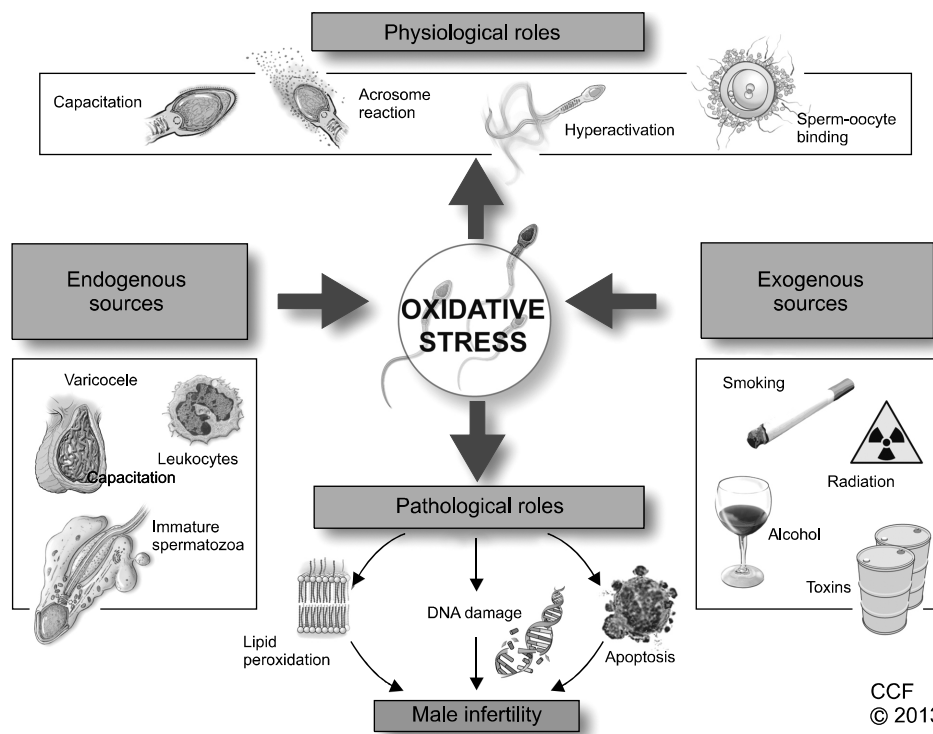 Physiological roles
Capacitation
Acrosome
reaction
Hyperactivation
Sperm-oocyte
binding
Endogenous
sources
OXIDATIVE
STRESS
Exogenous
sources
Varicocele
Leukocytes
Capacitation
Immature
spermatozoa
Smoking
Radiation
Alcohol
Toxins
Pathological roles
Lipid
peroxidation
DNA damage
Apoptosis
Male infertility
CCF
© 2013